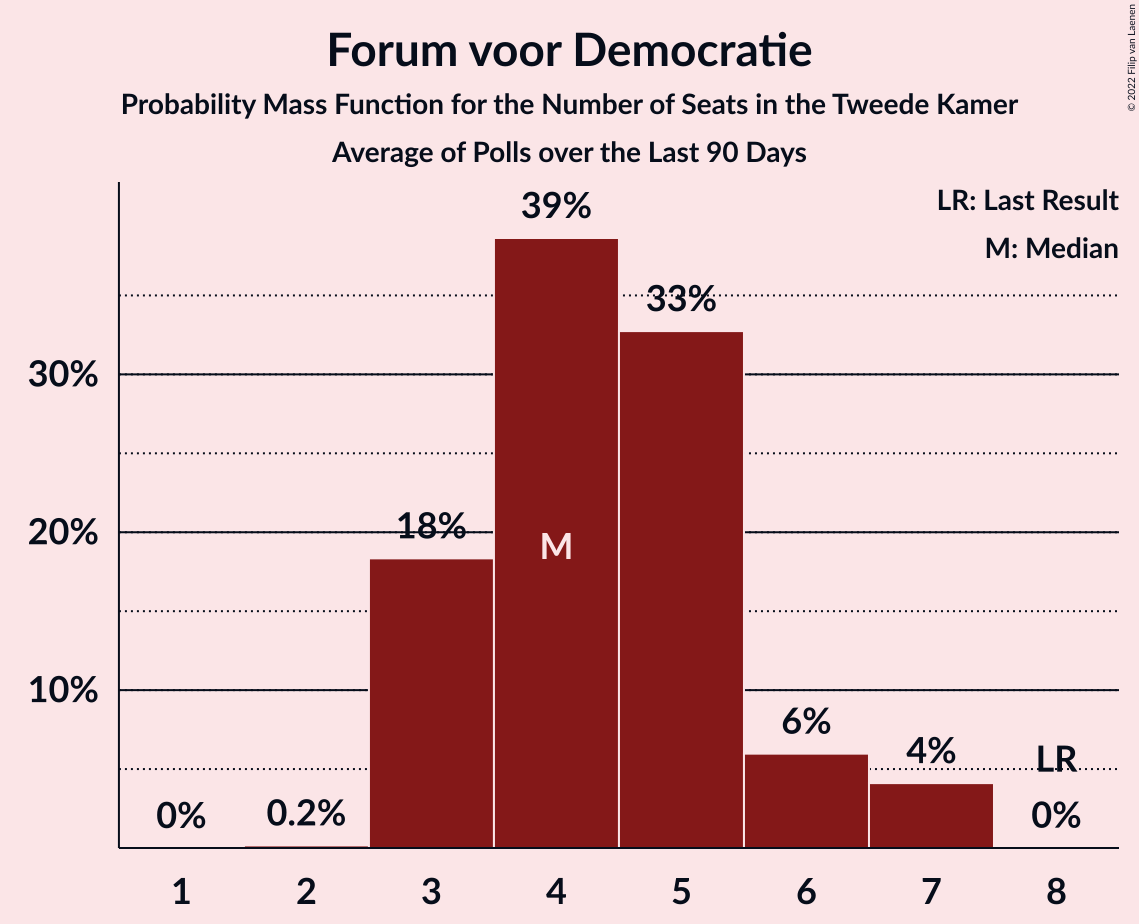 Forum voor Democratie
Probability Mass Function for the Number of Seats in the Tweede Kamer
Average of Polls over the Last 90 Days
© 2022 Filip van Laenen
LR: Last Result
M: Median
39%
33%
30%
18%
20%
M
10%
6%
4%
LR
0%
0.2%
0%
1 2 3 4 5 6 7 8